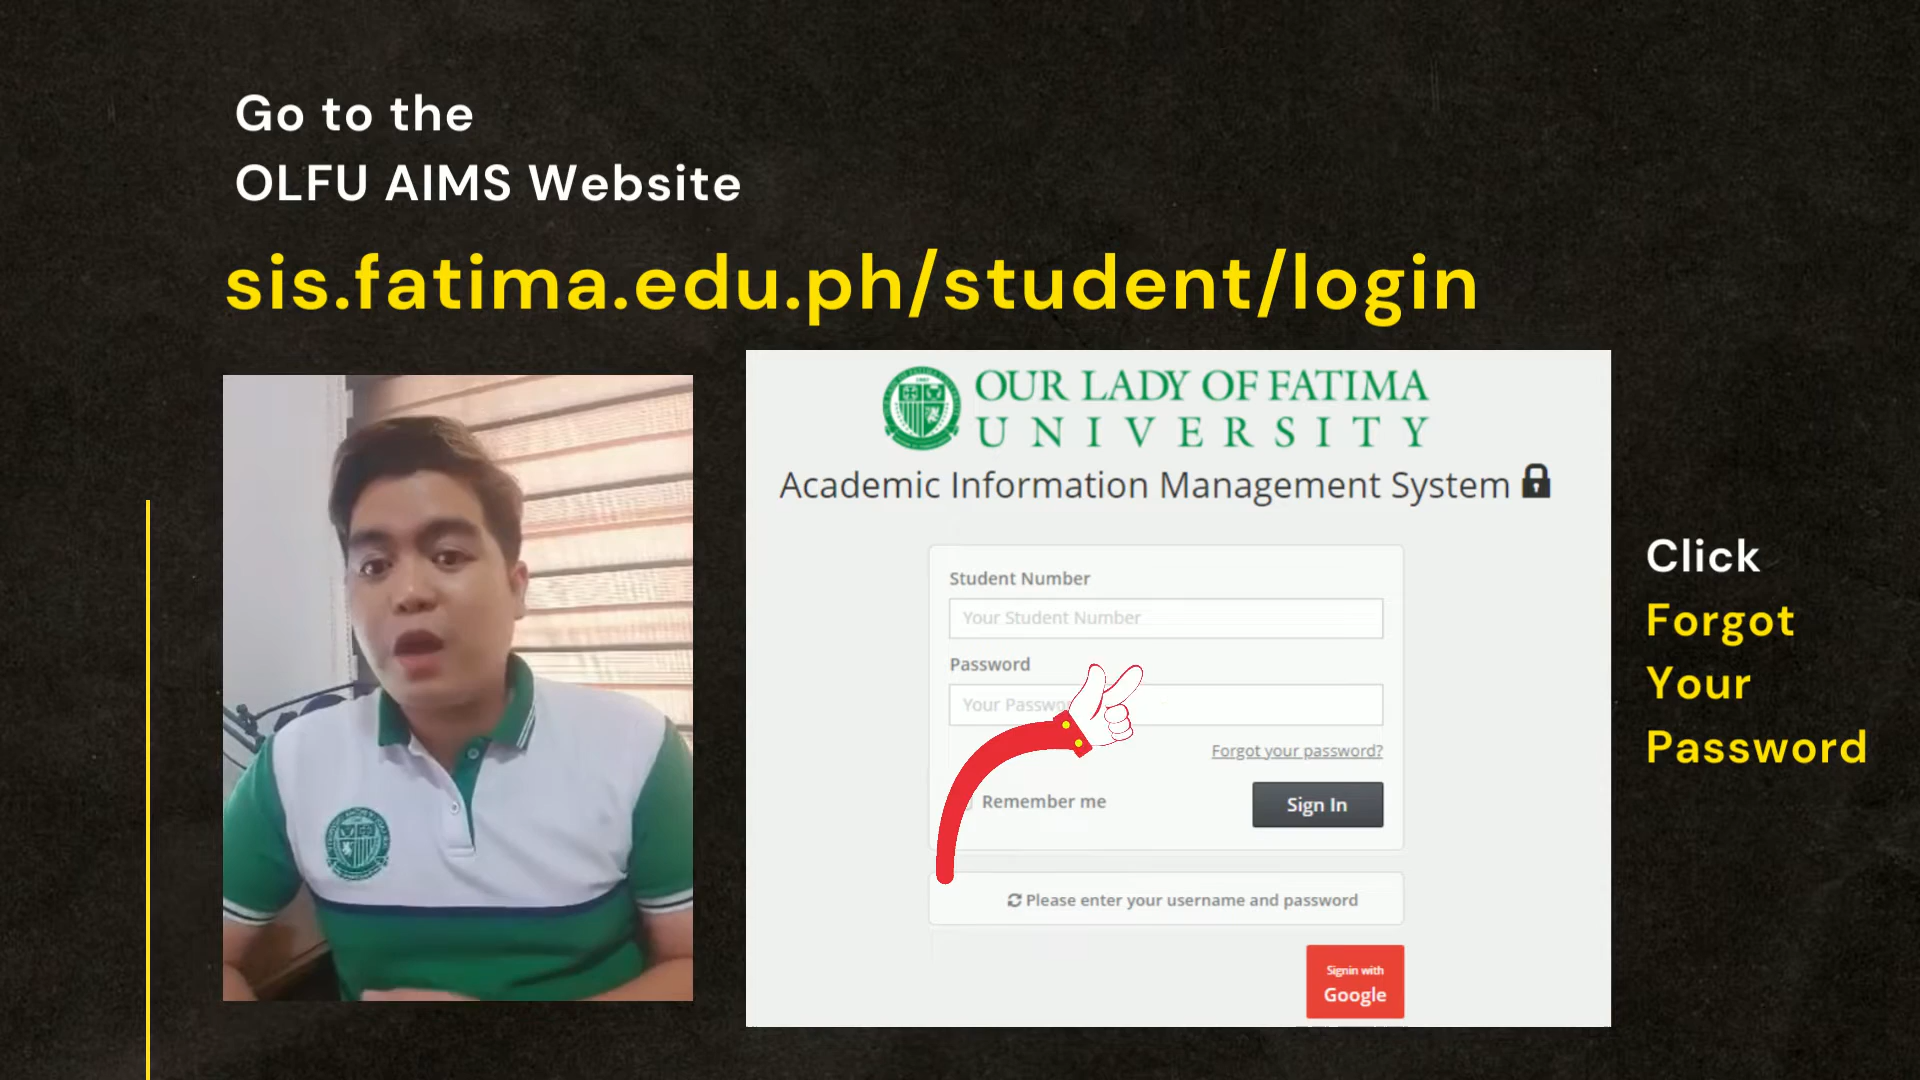 Go to the
OLFU AIMS Website
sis.fatima.edu.ph/student/login
OUR LADY OF FATIMA
UNIVERSITY
Academic Information Management System
Student Number
Your Student Number
Password
Your Passwo
Forgot your password?
Remember me
Sign In
Please enter your username and password
Signin with
Google
Click
Forgot
Your
Password